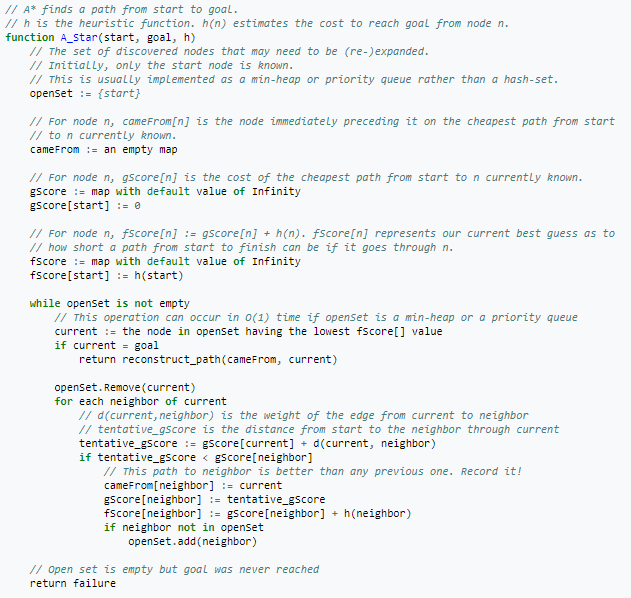 // A* finds a path from start to goal.
// h is the heuristic function. h(n) estimates the cost to reach goal from node n.
function A_Star(start, goal, h)
    // The set of discovered nodes that may need to be (re-)expanded.
    // Initially, only the start node is known.
    // This is usually implemented as a min-heap or priority queue rather than a hash-set.
    openSet := {start}

    // For node n, cameFrom[n] is the node immediately preceding it on the cheapest path from start
    // to n currently known.
    cameFrom := an empty map

    // For node n, gScore[n] is the cost of the cheapest path from start to n currently known.
    gScore := map with default value of Infinity
    gScore[start] := 0

    // For node n, fScore[n] := gScore[n] + h(n). fScore[n] represents our current best guess as to
    // how short a path from start to finish can be if it goes through n.
    fScore := map with default value of Infinity
    fScore[start] := h(start)

    while openSet is not empty
        // This operation can occur in O(1) time if openSet is a min-heap or a priority queue
        current := the node in openSet having the lowest fScore[] value
        if current = goal
            return reconstruct_path(cameFrom, current)

        openSet.Remove(current)
        for each neighbor of current
            // d(current,neighbor) is the weight of the edge from current to neighbor
            // tentative_gScore is the distance from start to the neighbor through current
            tentative_gScore := gScore[current] + d(current, neighbor)
            if tentative_gScore < gScore[neighbor]
                // This path to neighbor is better than any previous one. Record it!
                cameFrom[neighbor] := current
                gScore[neighbor] := tentative_gScore
                fScore[neighbor] := gScore[neighbor] + h(neighbor)
                if neighbor not in openSet
                    openSet.add(neighbor)

    // Open set is empty but goal was never reached
    return failure